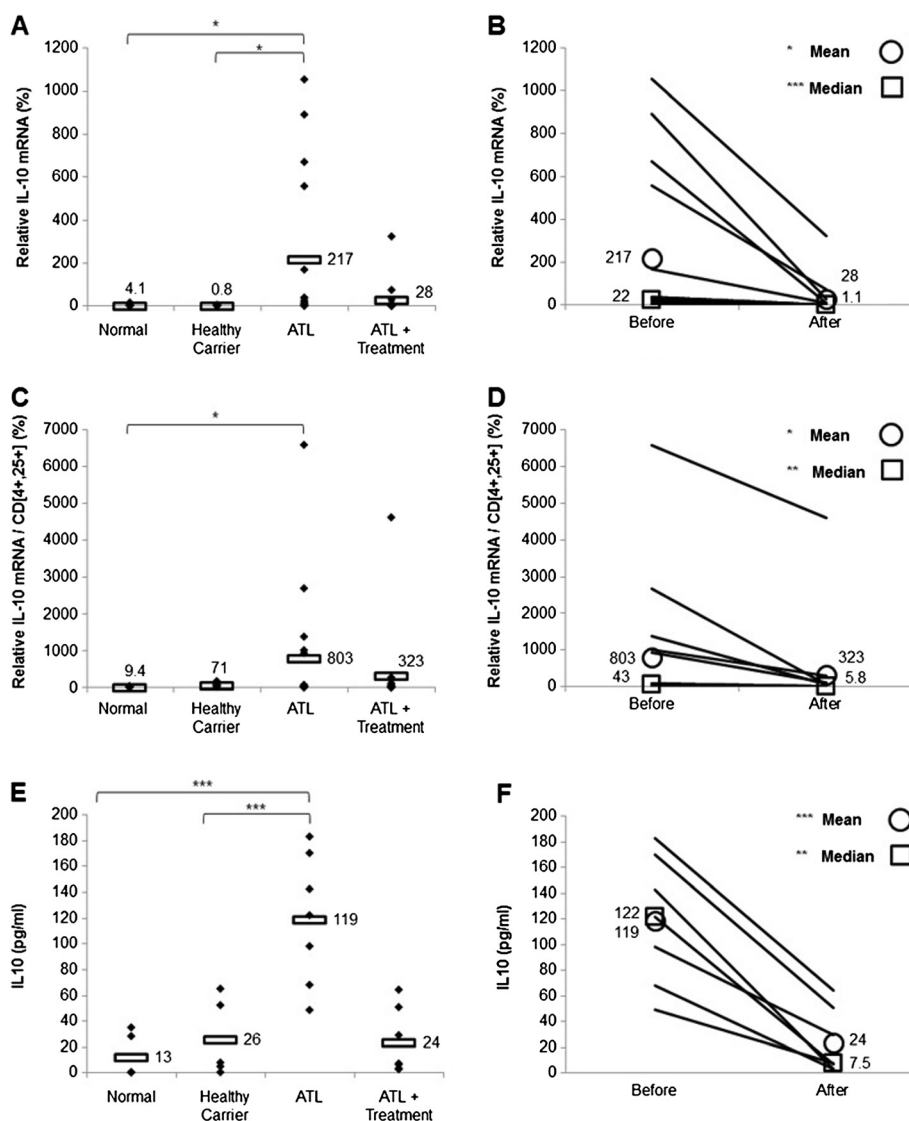 A
Relative IL-10 mRNA (%)
1200
1000
800
600
400
200
0
*
*
4.1
0.8
217
28
Normal
Healthy
Carrier
ATL
ATL +
Treatment
B
Relative IL-10 mRNA (%)
1200
1000
800
600
400
200
0
* Mean
*** Median
217
22
28
1.1
Before
After
C
Relative IL-10 mRNA / CD[4+,25+] (%)
7000
6000
5000
4000
3000
2000
1000
0
*
9.4
71
803
323
Normal
Healthy
Carrier
ATL
ATL +
Treatment
D
Relative IL-10 mRNA / CD[4+,25+] (%)
7000
6000
5000
4000
3000
2000
1000
0
* Mean
** Median
803
43
323
5.8
Before
After
E
IL10 (pg/ml)
200
180
160
140
120
100
80
60
40
20
0
***
***
13
26
119
24
Normal
Healthy
Carrier
ATL
ATL +
Treatment
F
IL10 (pg/ml)
200
180
160
140
120
100
80
60
40
20
0
*** Mean
** Median
122
119
24
7.5
Before
After